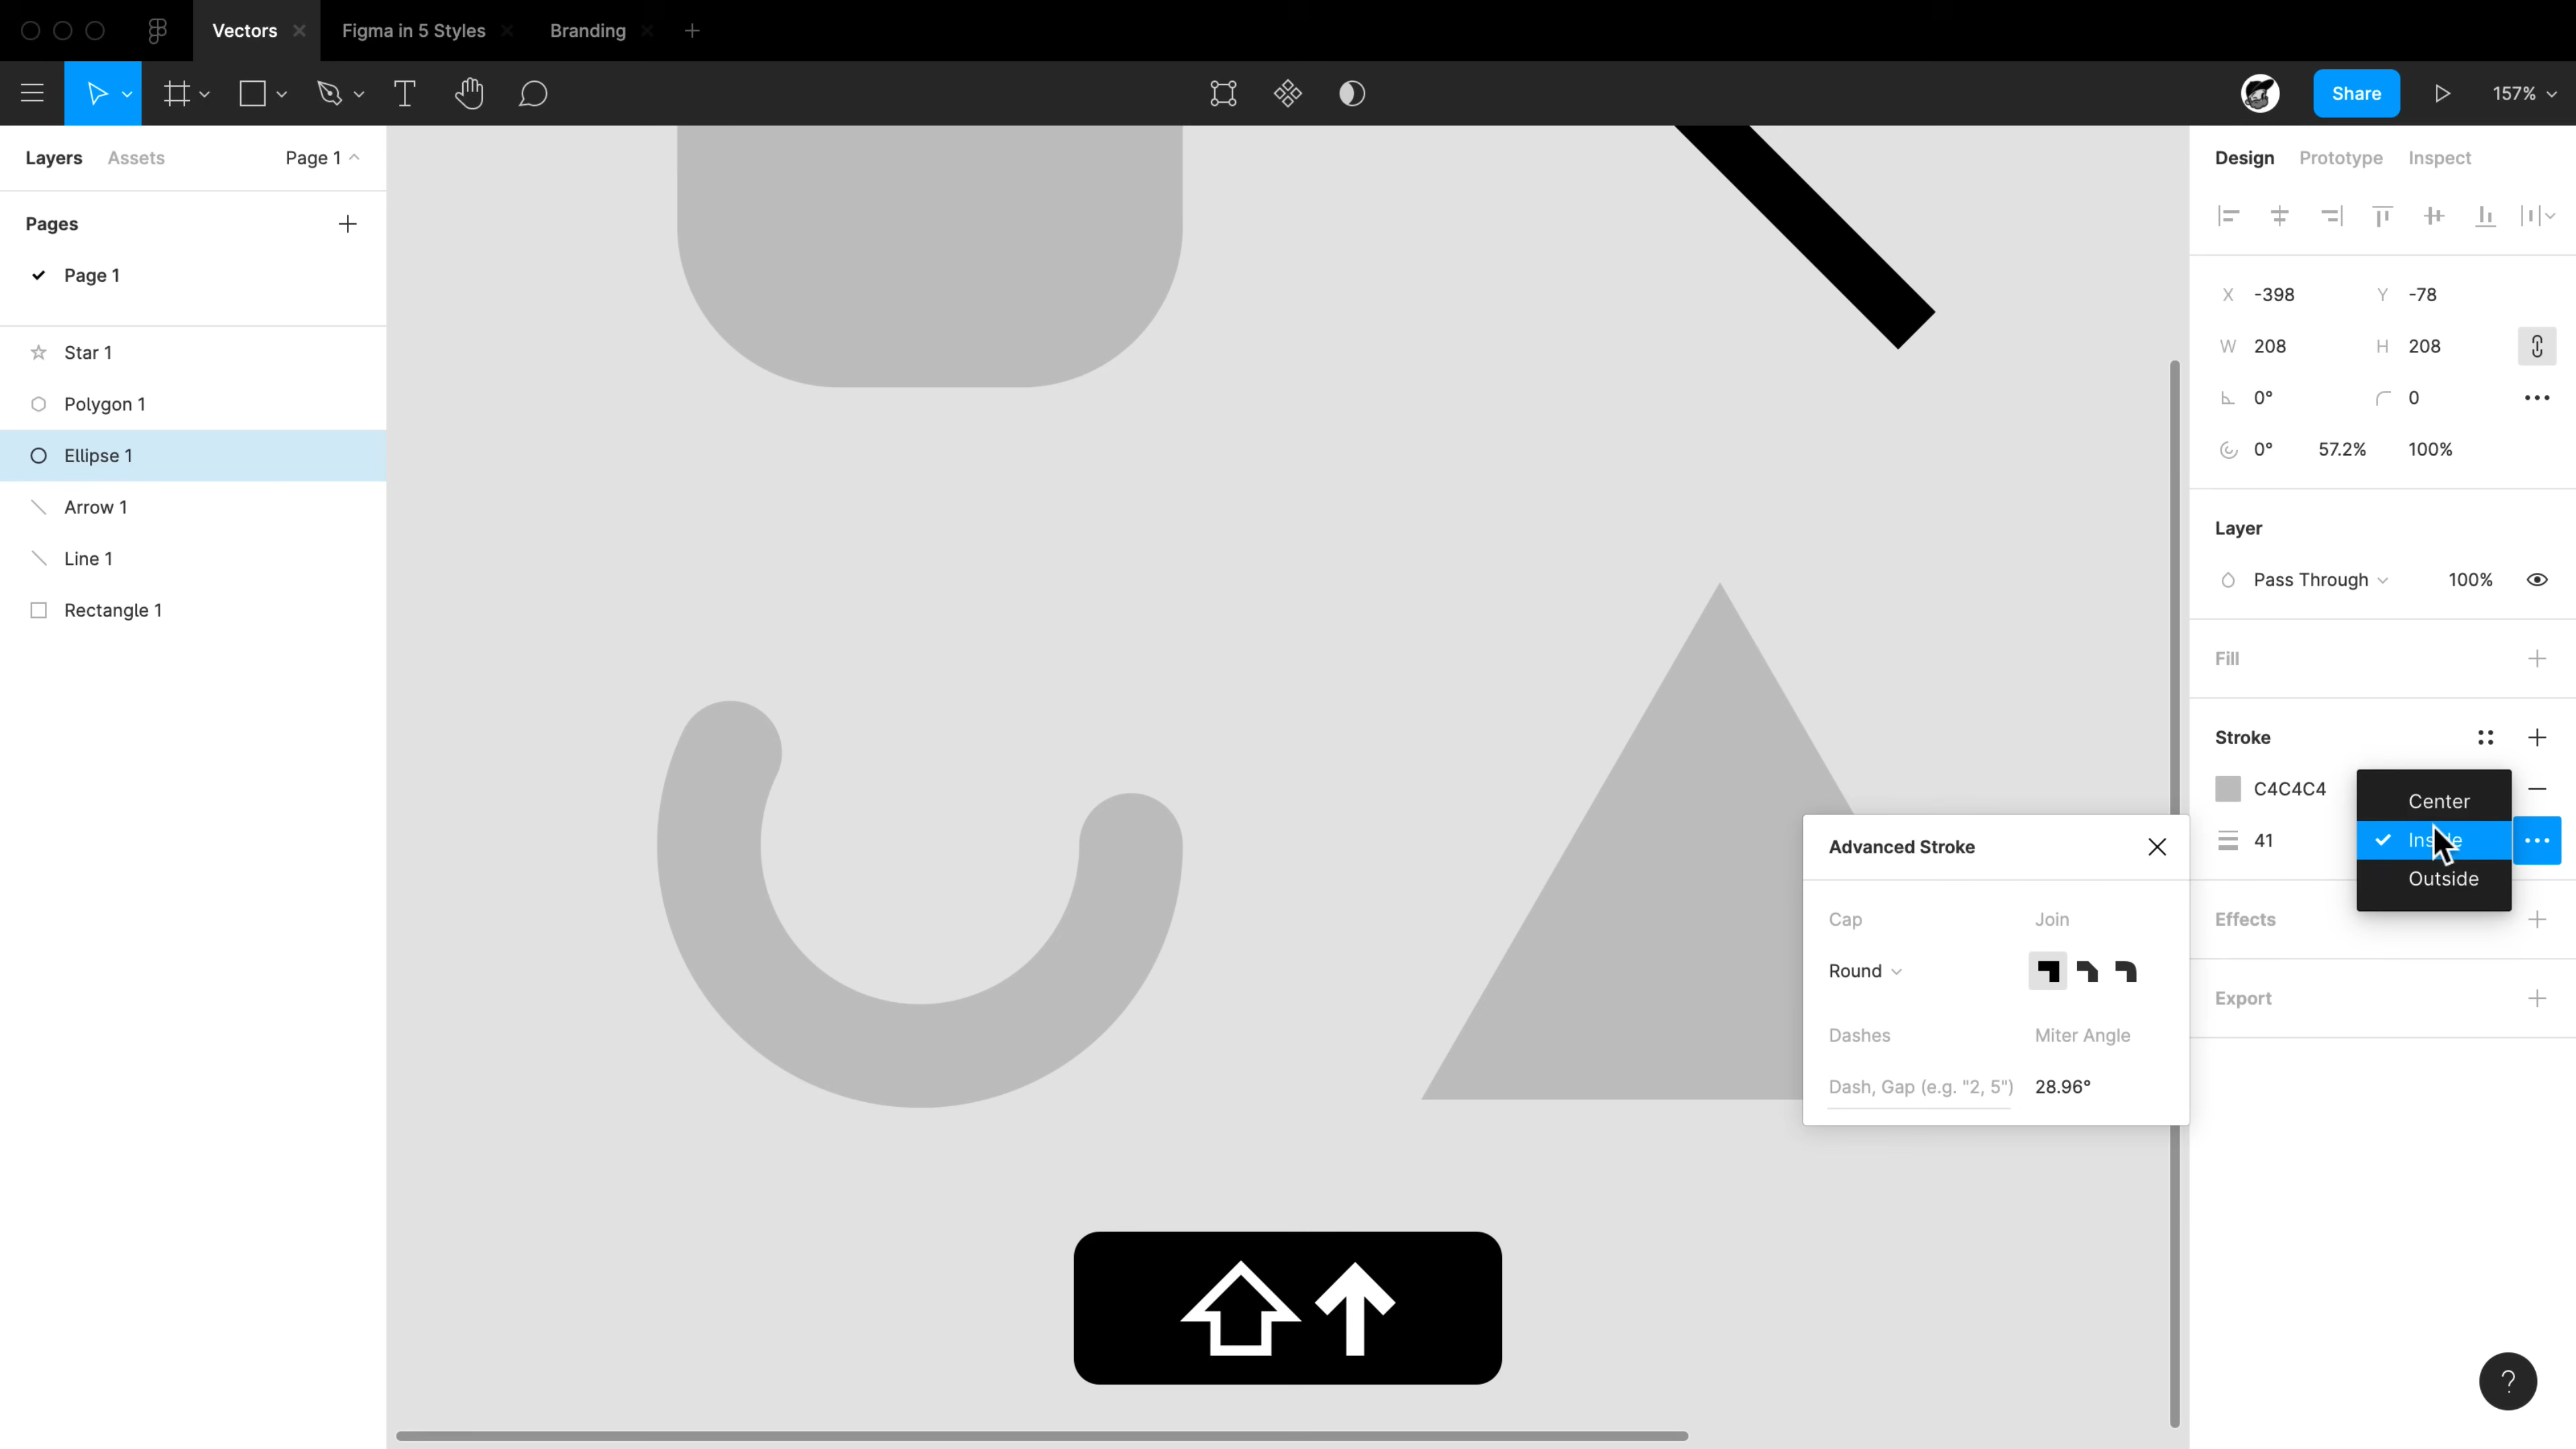 Vectors
Figma in 5 Styles
Branding
Share
157%
Layers
Assets
Page 1
Pages
Page 1
Star 1
Polygon 1
Ellipse 1
Arrow 1
Line 1
Rectangle 1
Design
Prototype
Inspect
X -398
Y -78
W 208
H 208
0°
0
0°
57.2%
100%
Layer
Pass Through
100%
Fill
Stroke
C4C4C4
41
Center
Outside
Effects
Export
Advanced Stroke
Cap
Join
Round
Dashes
Miter Angle
Dash, Gap (e.g. "2, 5")
28.96°
?